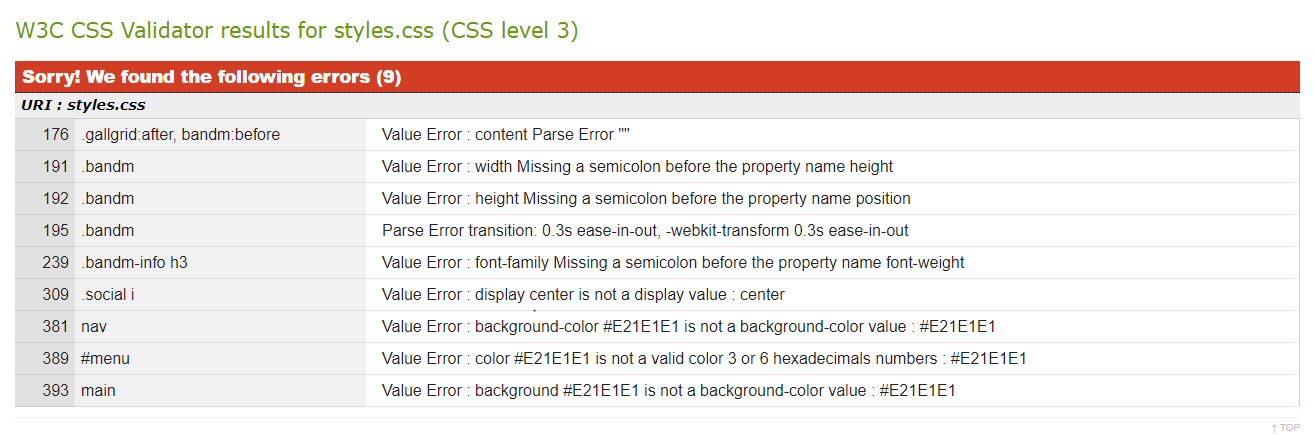 W3C CSS Validator results for styles.css (CSS level 3)
Sorry! We found the following errors (9)
URI : styles.css
176 .gallgrid:after, bandm:before Value Error : content Parse Error ""
191 .bandm Value Error : width Missing a semicolon before the property name height
192 .bandm Value Error : height Missing a semicolon before the property name position
195 .bandm Parse Error transition: 0.3s ease-in-out, -webkit-transform 0.3s ease-in-out
239 .bandm-info h3 Value Error : font-family Missing a semicolon before the property name font-weight
309 .social i Value Error : display center is not a display value : center
381 nav Value Error : background-color #E21E1E1 is not a background-color value : #E21E1E1
389 #menu Value Error : color #E21E1E1 is not a valid color 3 or 6 hexadecimals numbers : #E21E1E1
393 main Value Error : background #E21E1E1 is not a background-color value : #E21E1E1
↑ TOP